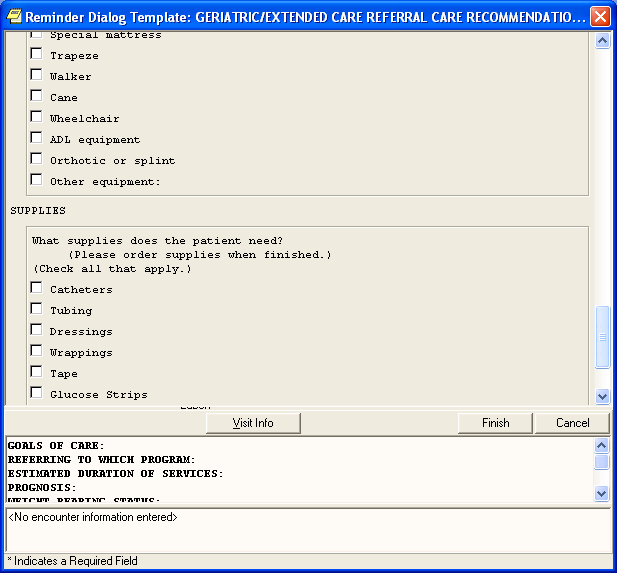 Reminder Dialog Template: GERIATRIC/EXTENDED CARE REFERRAL CARE RECOMMENDATIO...
Special mattress
Trapeze
Walker
Cane
Wheelchair
ADL equipment
Orthotic or splint
Other equipment:
SUPPLIES
What supplies does the patient need?
(Please order supplies when finished.)
(Check all that apply.)
Catheters
Tubing
Dressings
Wrappings
Tape
Glucose Strips
Visit Info
Finish
Cancel
GOALS OF CARE:
REFERRING TO WHICH PROGRAM:
ESTIMATED DURATION OF SERVICES:
PROGNOSIS:
WEIGHT BEARING STATUS:
<No encounter information entered>
* Indicates a Required Field